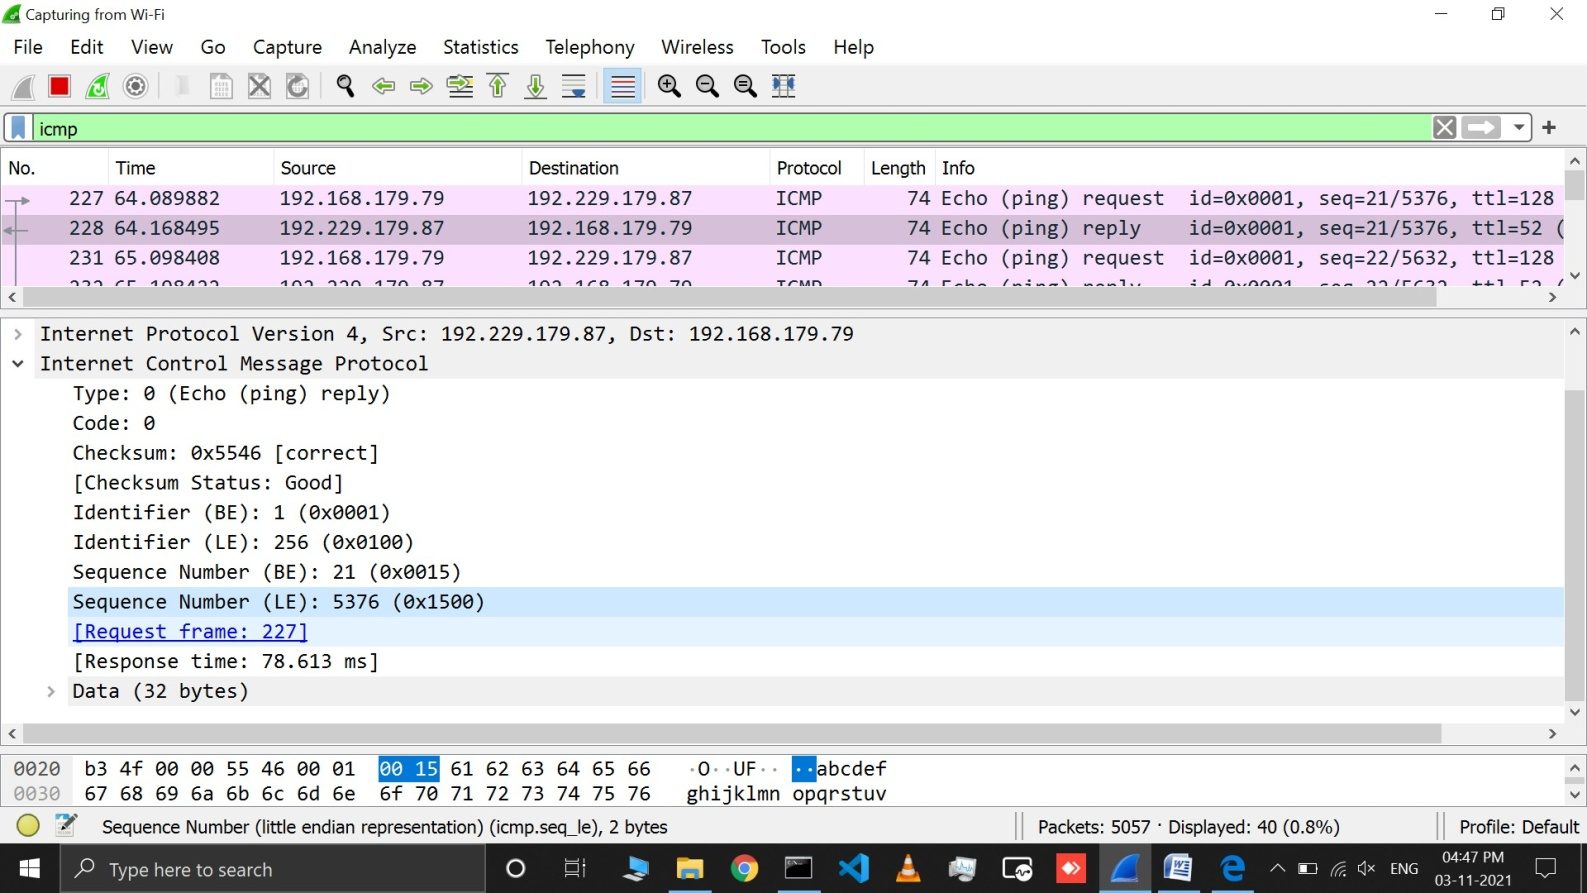 Capturing from Wi-Fi
File Edit View Go Capture Analyze Statistics Telephony Wireless Tools Help
icmp
No. Time Source Destination Protocol Length Info
227 64.089882 192.168.179.79 192.229.179.87 ICMP 74 Echo (ping) request id=0x0001, seq=21/5376, ttl=128
228 64.168495 192.229.179.87 192.168.179.79 ICMP 74 Echo (ping) reply id=0x0001, seq=21/5376, ttl=52 (
231 65.098408 192.168.179.79 192.229.179.87 ICMP 74 Echo (ping) request id=0x0001, seq=22/5632, ttl=128
Internet Protocol Version 4, Src: 192.229.179.87, Dst: 192.168.179.79
Internet Control Message Protocol
Type: 0 (Echo (ping) reply)
Code: 0
Checksum: 0x5546 [correct]
[Checksum Status: Good]
Identifier (BE): 1 (0x0001)
Identifier (LE): 256 (0x0100)
Sequence Number (BE): 21 (0x0015)
Sequence Number (LE): 5376 (0x1500)
[Request frame: 227]
[Response time: 78.613 ms]
Data (32 bytes)
0020 b3 4f 00 00 55 46 00 01 00 15 61 62 63 64 65 66 ·O··UF·· ··abcdef
0030 67 68 69 6a 6b 6c 6d 6e 6f 70 71 72 73 74 75 76 ghijklmn opqrstuv
Sequence Number (little endian representation) (icmp.seq_le), 2 bytes Packets: 5057 · Displayed: 40 (0.8%) Profile: Default
Type here to search ENG 04:47 PM
03-11-2021